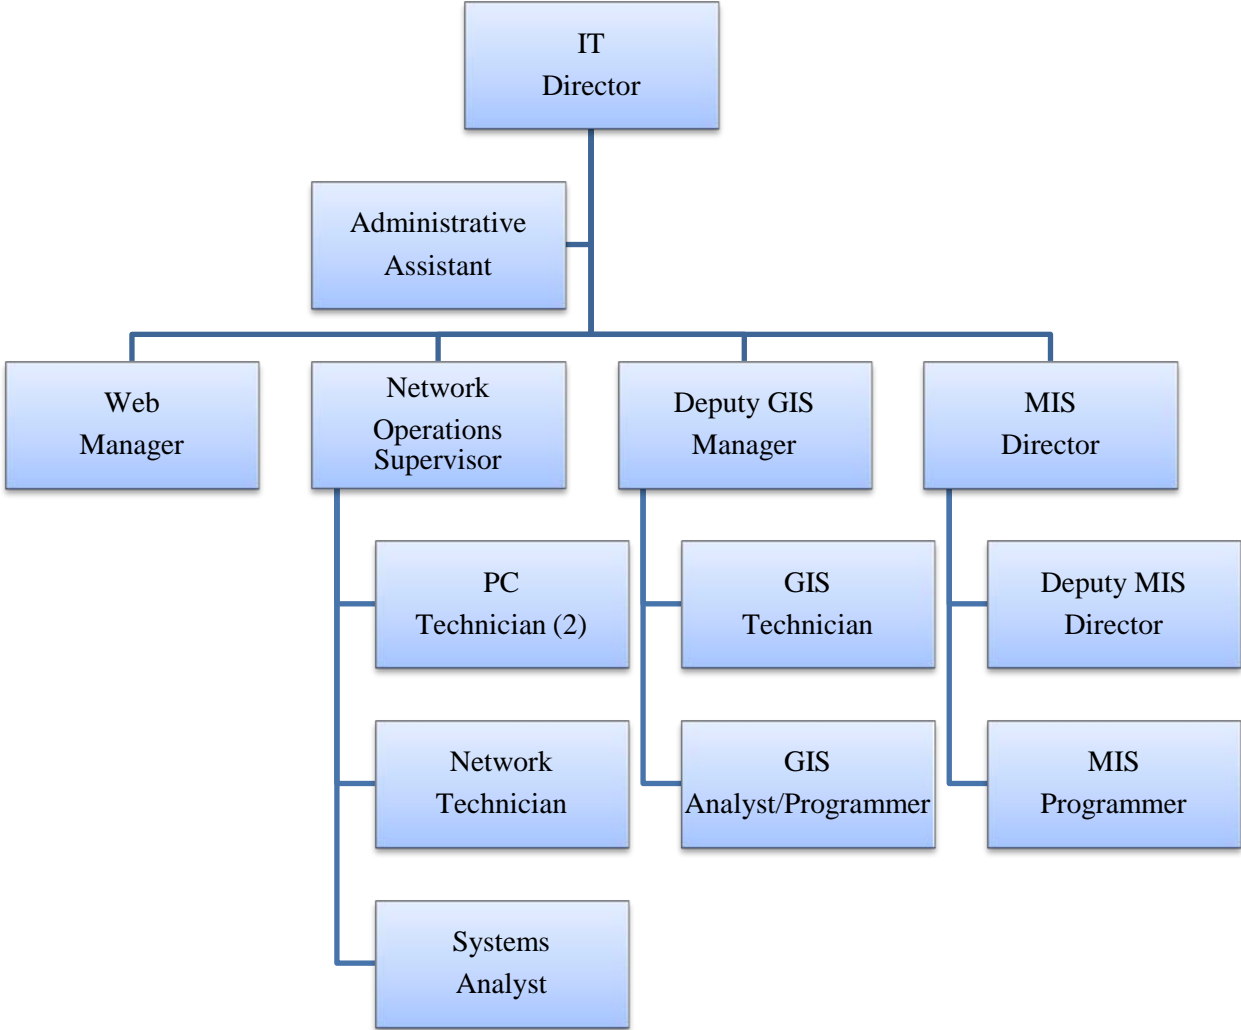 IT
Director
Administrative
Assistant
Web
Manager
Network
Operations
Supervisor
Deputy GIS
Manager
MIS
Director
PC
Technician (2)
GIS
Technician
Deputy MIS
Director
Network
Technician
GIS
Analyst/Programmer
MIS
Programmer
Systems
Analyst